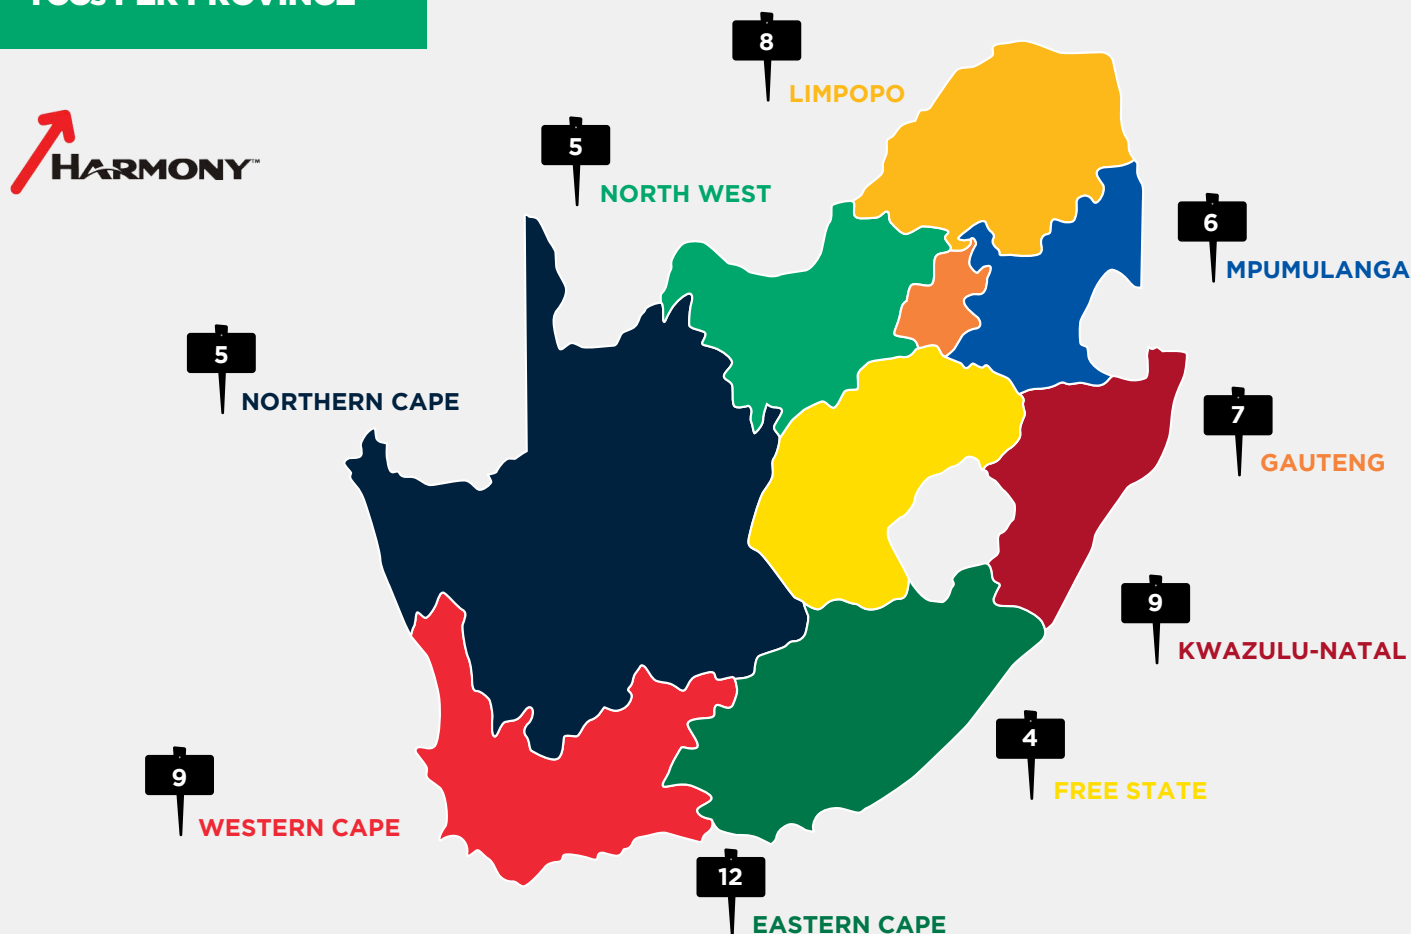 8
LIMPOPO
HARMONY™
5
NORTH WEST
6
MPUMULANGA
5
NORTHERN CAPE
7
GAUTENG
9
KWAZULU-NATAL
4
FREE STATE
9
WESTERN CAPE
12
EASTERN CAPE